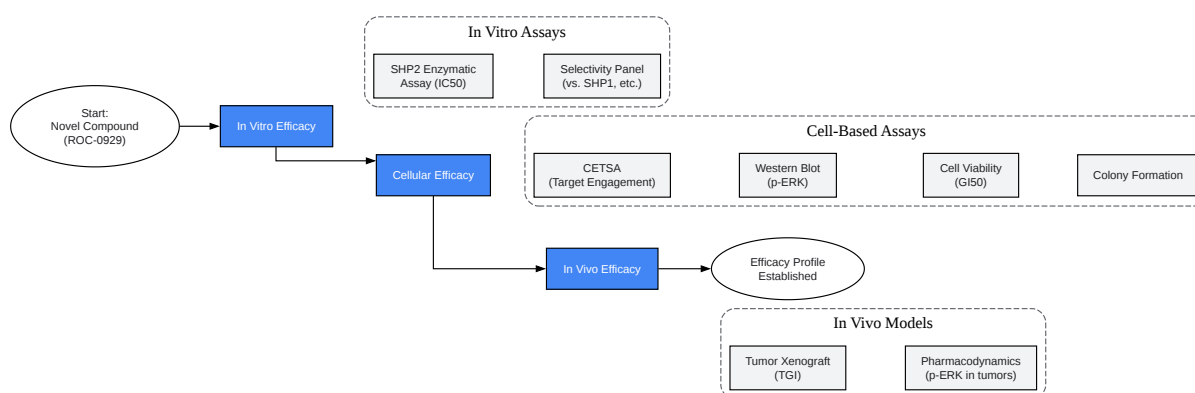 In Vitro Assays
SHP2 Enzymatic
Assay (IC50)
Selectivity Panel
(vs. SHP1, etc.)
Start:
Novel Compound
(ROC-0929)
In Vitro Efficacy
Cell-Based Assays
Cellular Efficacy
CETSA
(Target Engagement)
Western Blot
(p-ERK)
Cell Viability
(GI50)
Colony Formation
In Vivo Efficacy
Efficacy Profile
Established
In Vivo Models
Tumor Xenograft
(TGI)
Pharmacodynamics
(p-ERK in tumors)